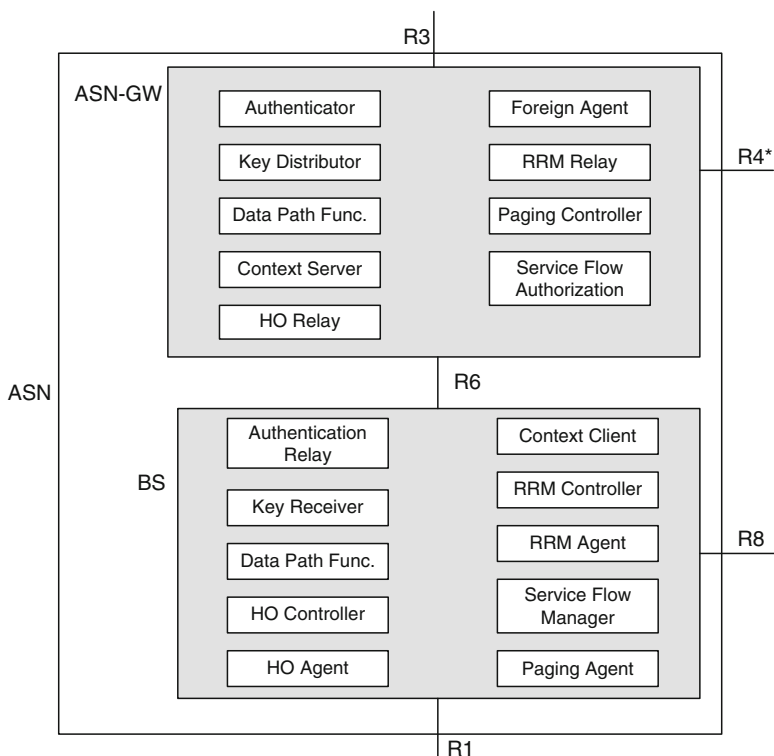 R3
ASN-GW
Authenticator
Foreign Agent
Key Distributor
RRM Relay
R4*
Data Path Func.
Paging Controller
Context Server
Service Flow
Authorization
HO Relay
R6
ASN
BS
Authentication
Relay
Context Client
Key Receiver
RRM Controller
Data Path Func.
RRM Agent
R8
HO Controller
Service Flow
Manager
HO Agent
Paging Agent
R1